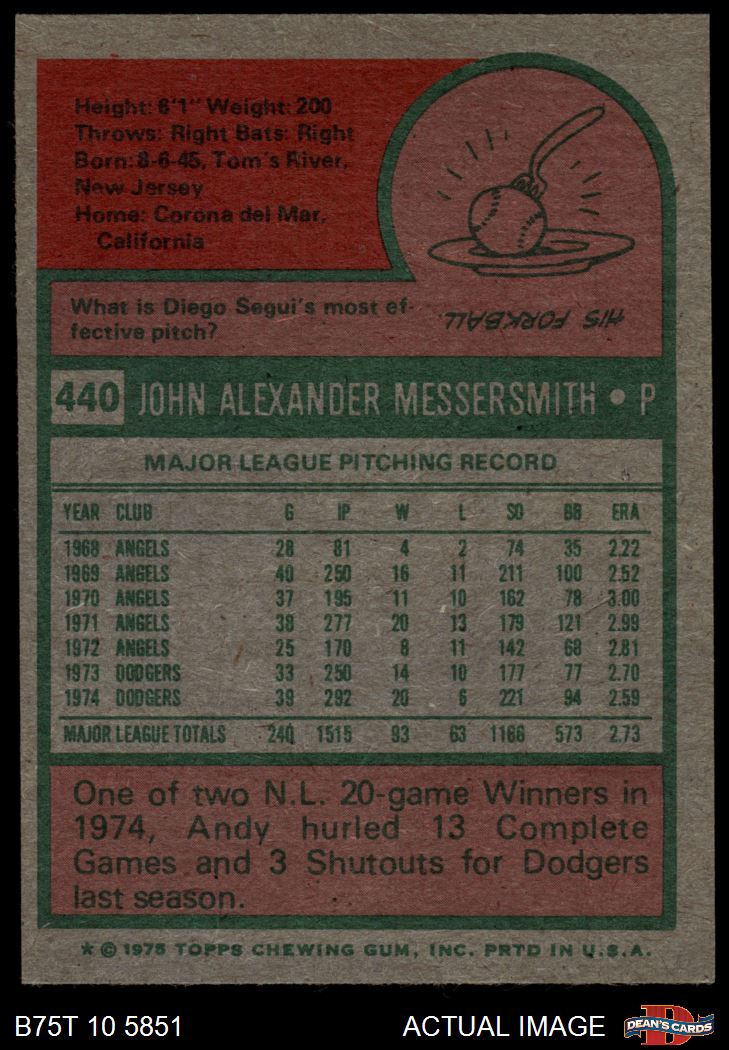 Height: 6'1" Weight: 200
Throws: Right Bats: Right
Born: 8-6-45, Tom's River,
New Jersey
Home: Corona del Mar,
California
What is Diego Segui's most ef-
fective pitch?
HIS FORKBALL.
440 JOHN ALEXANDER MESSERSMITH • P
MAJOR LEAGUE PITCHING RECORD
YEAR CLUB G IP W L SO BB ERA
1968 ANGELS 28 81 4 2 74 35 2.22
1969 ANGELS 40 250 16 11 211 100 2.52
1970 ANGELS 37 195 11 10 162 78 3.00
1971 ANGELS 38 277 20 13 179 121 2.99
1972 ANGELS 25 170 8 11 142 68 2.81
1973 DODGERS 33 250 14 10 177 77 2.70
1974 DODGERS 39 292 20 6 221 94 2.59
MAJOR LEAGUE TOTALS 240 1515 93 63 1166 573 2.73
One of two N.L. 20-game Winners in
1974, Andy hurled 13 Complete
Games and 3 Shutouts for Dodgers
last season.
* © 1975 TOPPS CHEWING GUM, INC. PRTD IN U.S.A.
B75T 10 5851 ACTUAL IMAGE DEAN'S CARDS